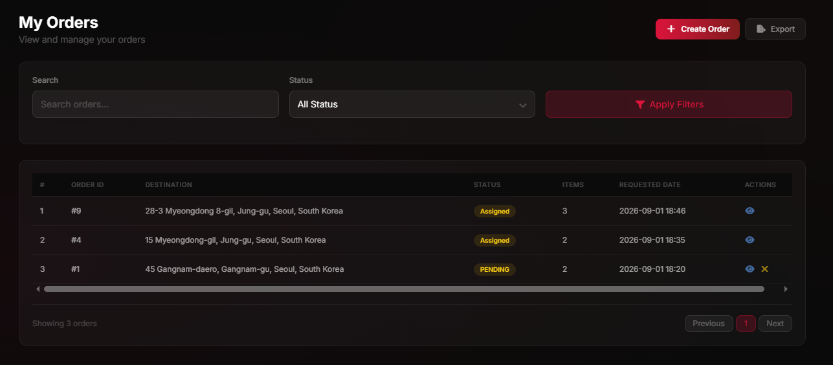 My Orders
View and manage your orders
Create Order
Export
Search
Status
Search orders...
All Status
Apply Filters
# ORDER ID DESTINATION STATUS ITEMS REQUESTED DATE ACTIONS
1 #9 28-3 Myeongdong 8-gil, Jung-gu, Seoul, South Korea Assigned 3 2026-09-01 18:46
2 #4 15 Myeongdong-gil, Jung-gu, Seoul, South Korea Assigned 2 2026-09-01 18:35
3 #1 45 Gangnam-daero, Gangnam-gu, Seoul, South Korea PENDING 2 2026-09-01 18:20
Showing 3 orders
Previous 1 Next